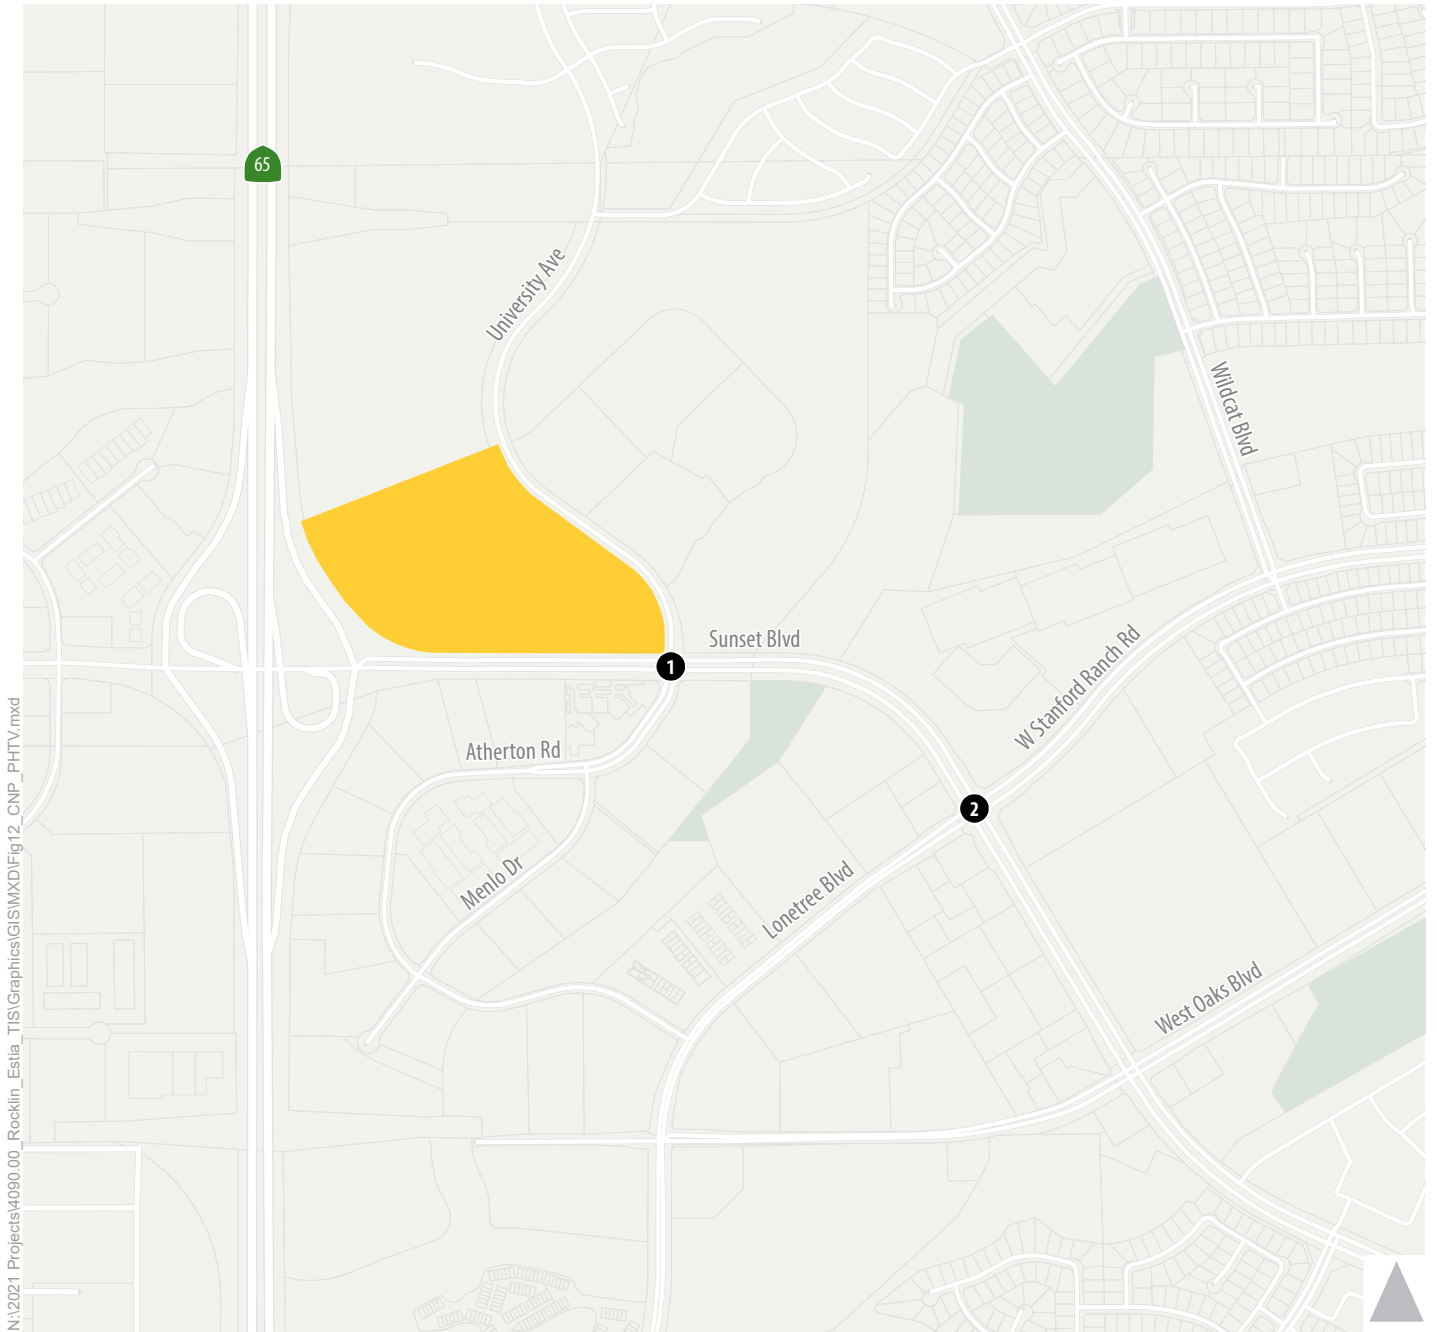 65
University Ave
Wildcat Blvd
Sunset Blvd
1
W Stanford Ranch Rd
Atherton Rd
2
Menlo Dr
Lonetree Blvd
West Oaks Blvd
N:\2021 Projects\4090.00_Rocklin_Estia_TIS\Graphics\GIS\MXD\Fig12_CNP_PHTV.mxd